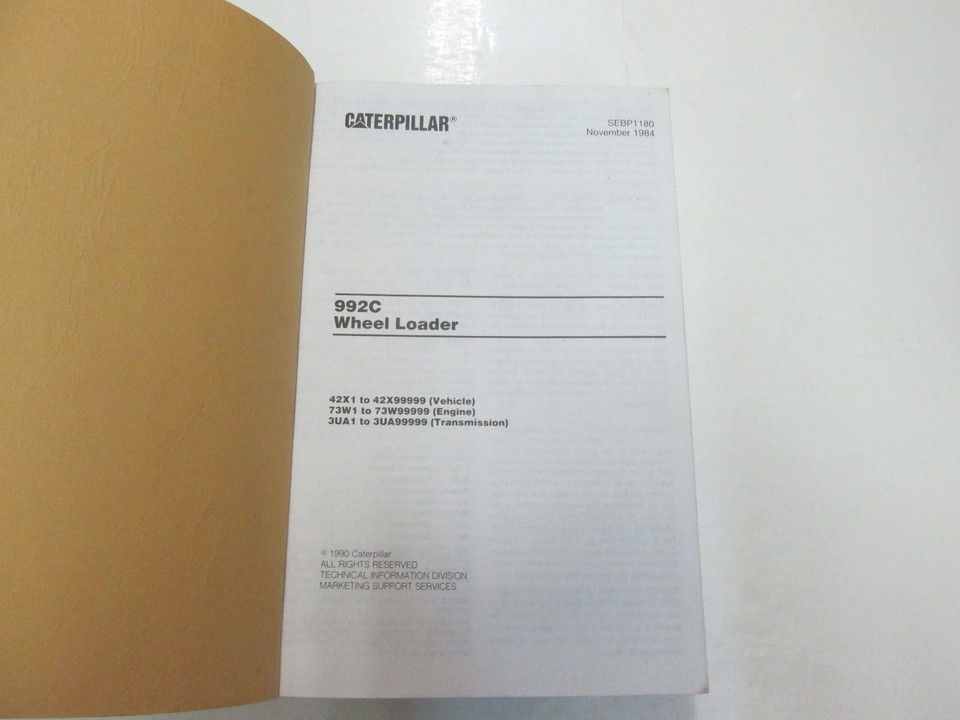 CATERPILLAR®
SEBP1180
November 1984
992C
Wheel Loader
42X1 to 42X99999 (Vehicle)
73W1 to 73W99999 (Engine)
3UA1 to 3UA99999 (Transmission)
© 1990 Caterpillar
ALL RIGHTS RESERVED
TECHNICAL INFORMATION DIVISION
MARKETING SUPPORT SERVICES